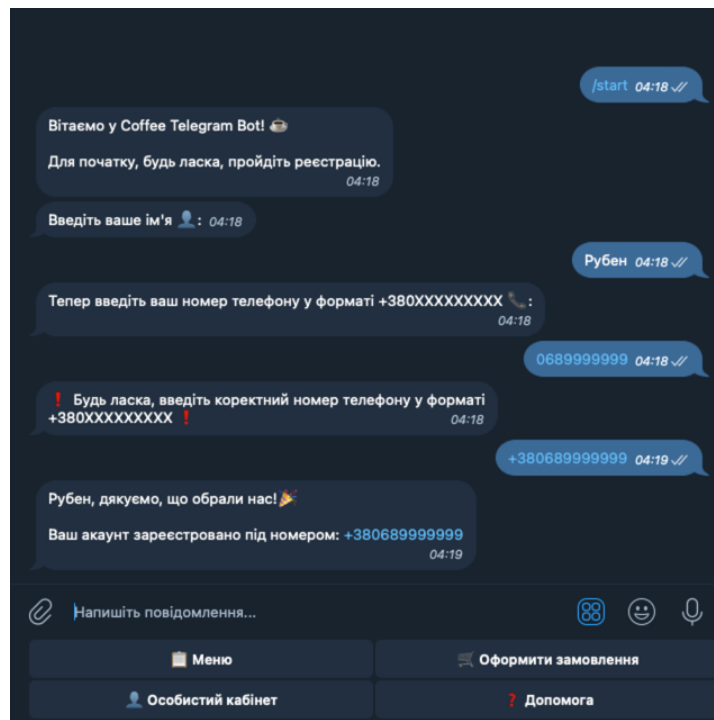 /start 04:18
Вітаємо у Coffee Telegram Bot! ☕
Для початку, будь ласка, пройдіть реєстрацію.
04:18
Введіть ваше ім'я 👤: 04:18
Рубен 04:18
Тепер введіть ваш номер телефону у форматі +380XXXXXXXXX 📞:
04:18
0689999999 04:18
❗ Будь ласка, введіть коректний номер телефону у форматі
+380XXXXXXXXX ❗
04:18
+380689999999 04:19
Рубен, дякуємо, що обрали нас!🎉
Ваш акаунт зареєстровано під номером: +380689999999
04:19
Напишіть повідомлення...
📋 Меню
🛒 Оформити замовлення
👤 Особистий кабінет
❓ Допомога